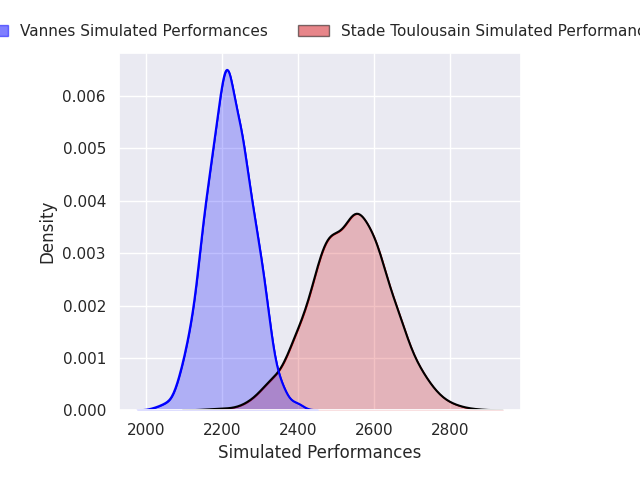 Vannes Simulated Performances
Stade Toulousain Simulated
0.006
0.005
0.004
0.003
0.002
0.001
0.000
Density
2000 2200 2400 2600 2800
Simulated Performances